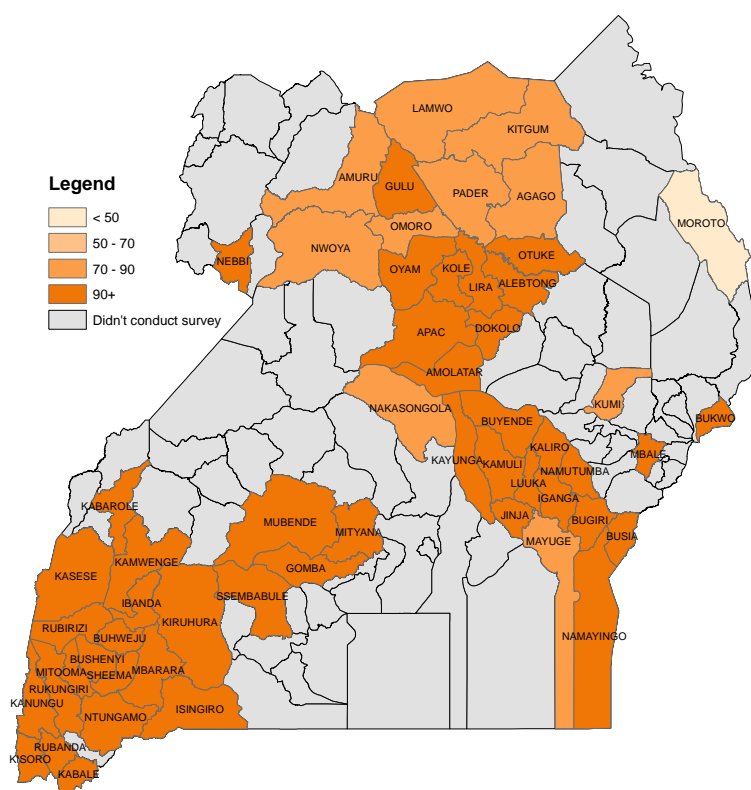 LAMWO
KITGUM
AMURU
GULU
PADER
AGAGO
Legend
< 50
50 - 70
70 - 90
90+
Didn't conduct survey
MOROTO
OMORO
NWOYA
NEBBI
OYAM
KOLE
OTUKE
LIRA
ALEBTONG
APAC
DOKOLO
AMOLATAR
NAKASONGOLA
KUMI
BUYENDE
BUKWO
KAYUNGA
KAMULI
KALIRO
MBALE
LUUKA
NAMUTUMBA
IGANGA
KABAROLE
MUBENDE
MITYANA
JINJA
BUGIRI
MAYUGE
BUSIA
KASESE
KAMWENGE
GOMBA
SSEMBABULE
IBANDA
KIRUHURA
RUBIRIZI
BUHWEJU
NAMAYINGO
BUSHENYI
MITOOMA
SHEEMA
MBARARA
RUKUNGIRI
KANUNGU
NTUNGAMO
ISINGIRO
RUBANDA
KISORO
KABALE